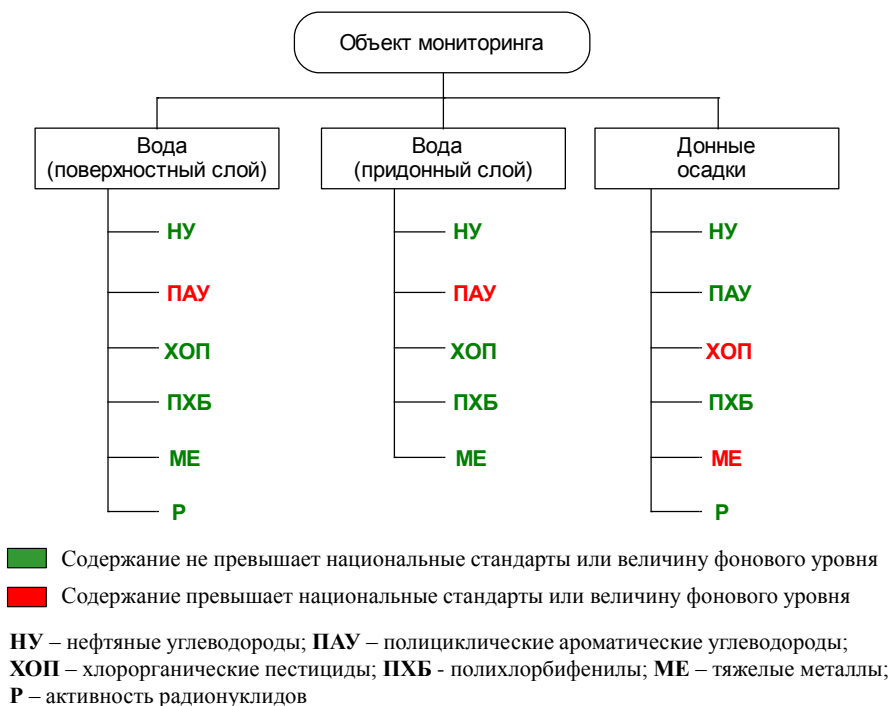 Объект мониторинга
Вода
(поверхностный слой)
НУ
ПАУ
ХОП
ПХБ
МЕ
Р
Вода
(придонный слой)
НУ
ПАУ
ХОП
ПХБ
МЕ
Донные
осадки
НУ
ПАУ
ХОП
ПХБ
МЕ
Р
Содержание не превышает национальные стандарты или величину фонового уровня
Содержание превышает национальные стандарты или величину фонового уровня
НУ – нефтяные углеводороды; ПАУ – полициклические ароматические углеводороды;
ХОП – хлорорганические пестициды; ПХБ - полихлорбифенилы; МЕ – тяжелые металлы;
Р – активность радионуклидов